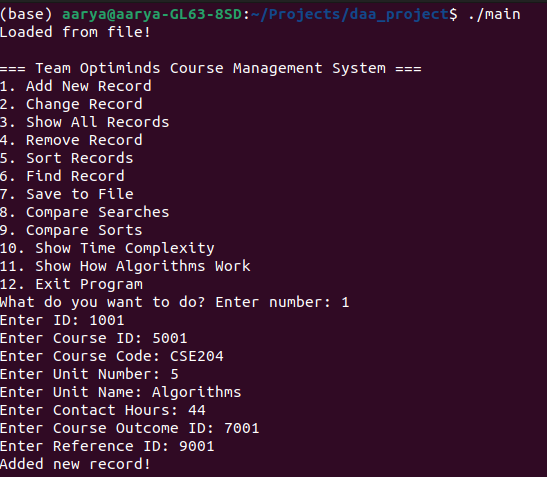 (base) aarya@aarya-GL63-8SD:~/Projects/daa_project$ ./main
Loaded from file!
=== Team Optiminds Course Management System ===
1. Add New Record
2. Change Record
3. Show All Records
4. Remove Record
5. Sort Records
6. Find Record
7. Save to File
8. Compare Searches
9. Compare Sorts
10. Show Time Complexity
11. Show How Algorithms Work
12. Exit Program
What do you want to do? Enter number: 1
Enter ID: 1001
Enter Course ID: 5001
Enter Course Code: CSE204
Enter Unit Number: 5
Enter Unit Name: Algorithms
Enter Contact Hours: 44
Enter Course Outcome ID: 7001
Enter Reference ID: 9001
Added new record!